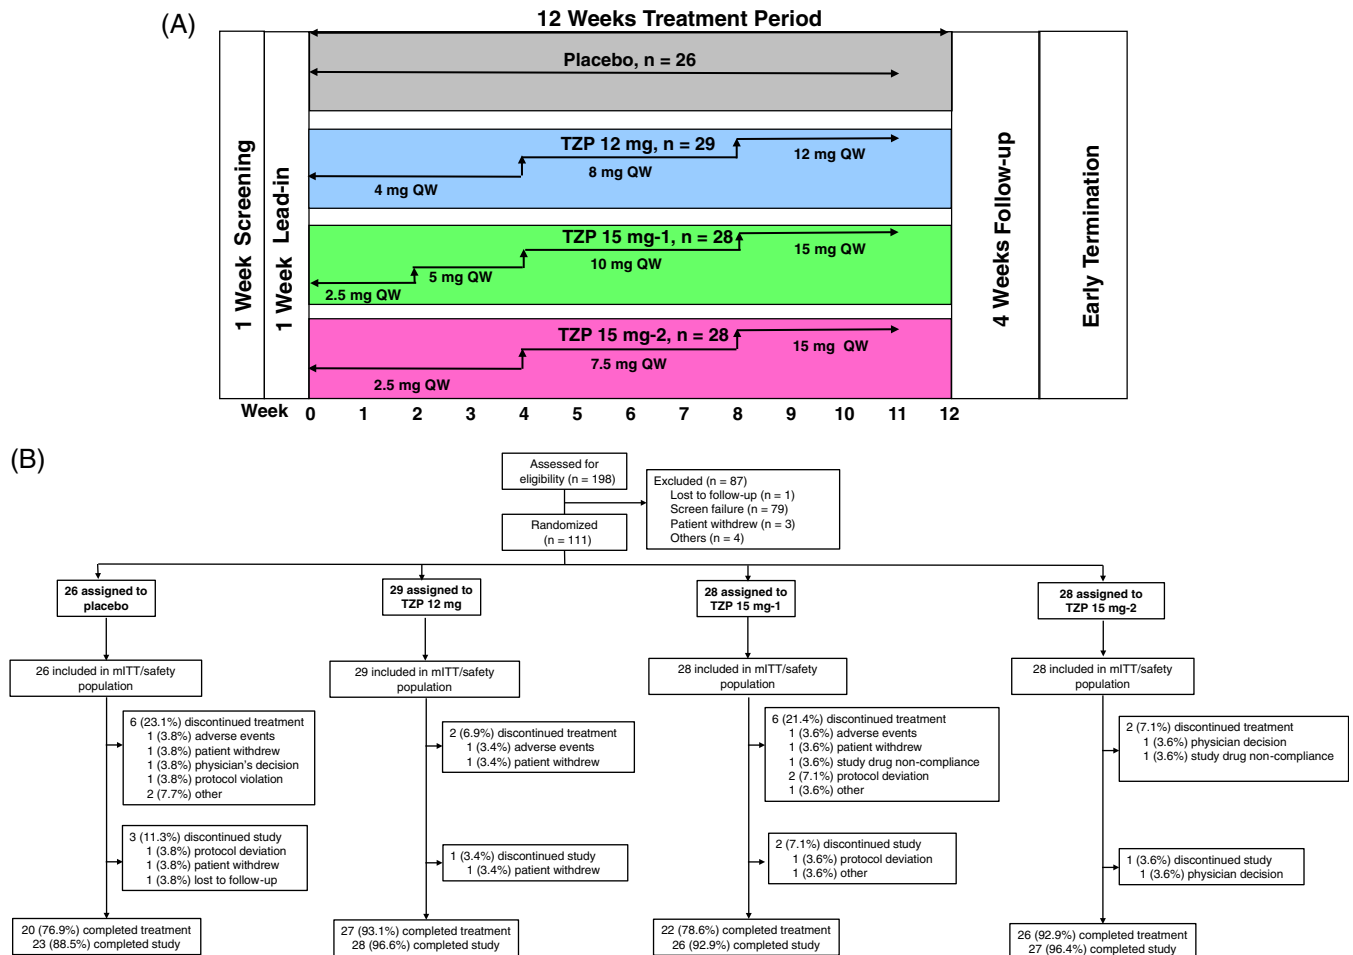 (A)
12 Weeks Treatment Period
1 Week Screening
1 Week Lead-in
Placebo, n = 26
TZP 12 mg, n = 29
4 mg QW
8 mg QW
12 mg QW
TZP 15 mg-1, n = 28
2.5 mg QW
5 mg QW
10 mg QW
15 mg QW
TZP 15 mg-2, n = 28
2.5 mg QW
7.5 mg QW
15 mg QW
4 Weeks Follow-up
Early Termination
Week 0 1 2 3 4 5 6 7 8 9 10 11 12
(B)
Assessed for
eligibility (n = 198)
Excluded (n = 87)
Lost to follow-up (n = 1)
Screen failure (n = 79)
Patient withdrew (n = 3)
Others (n = 4)
Randomized
(n = 111)
26 assigned to
placebo
29 assigned to
TZP 12 mg
28 assigned to
TZP 15 mg-1
28 assigned to
TZP 15 mg-2
26 included in mITT/safety
population
29 included in mITT/safety
population
28 included in mITT/safety
population
28 included in mITT/safety
population
6 (23.1%) discontinued treatment
1 (3.8%) adverse events
1 (3.8%) patient withdrew
1 (3.8%) physician's decision
1 (3.8%) protocol violation
2 (7.7%) other
2 (6.9%) discontinued treatment
1 (3.4%) adverse events
1 (3.4%) patient withdrew
6 (21.4%) discontinued treatment
1 (3.6%) adverse events
1 (3.6%) patient withdrew
1 (3.6%) study drug non-compliance
2 (7.1%) protocol deviation
1 (3.6%) other
2 (7.1%) discontinued treatment
1 (3.6%) physician decision
1 (3.6%) study drug non-compliance
3 (11.3%) discontinued study
1 (3.8%) protocol deviation
1 (3.8%) patient withdrew
1 (3.8%) lost to follow-up
1 (3.4%) discontinued study
1 (3.4%) patient withdrew
2 (7.1%) discontinued study
1 (3.6%) protocol deviation
1 (3.6%) other
1 (3.6%) discontinued study
1 (3.6%) physician decision
20 (76.9%) completed treatment
23 (88.5%) completed study
27 (93.1%) completed treatment
28 (96.6%) completed study
22 (78.6%) completed treatment
26 (92.9%) completed study
26 (92.9%) completed treatment
27 (96.4%) completed study